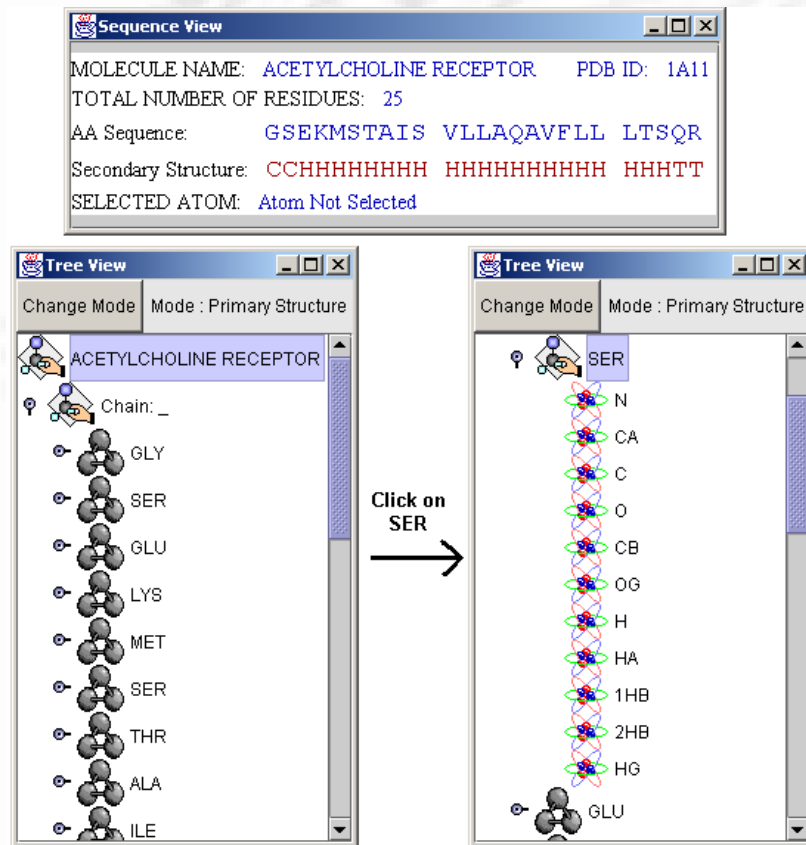 Sequence View
MOLECULE NAME: ACETYLCHOLINE RECEPTOR PDB ID: 1A11
TOTAL NUMBER OF RESIDUES: 25
AA Sequence: GSEKMSTAIS VLLAQAVFLL LTSQR
Secondary Structure: CCHHHHHHHH HHHHHHHHHH HHHTT
SELECTED ATOM: Atom Not Selected
Tree View
Change Mode Mode : Primary Structure
ACETYLCHOLINE RECEPTOR
Chain: _
GLY
SER
GLU
LYS
MET
SER
THR
ALA
ILE
Click on
SER
Tree View
Change Mode Mode : Primary Structure
SER
N
CA
C
O
CB
OG
H
HA
1HB
2HB
HG
GLU